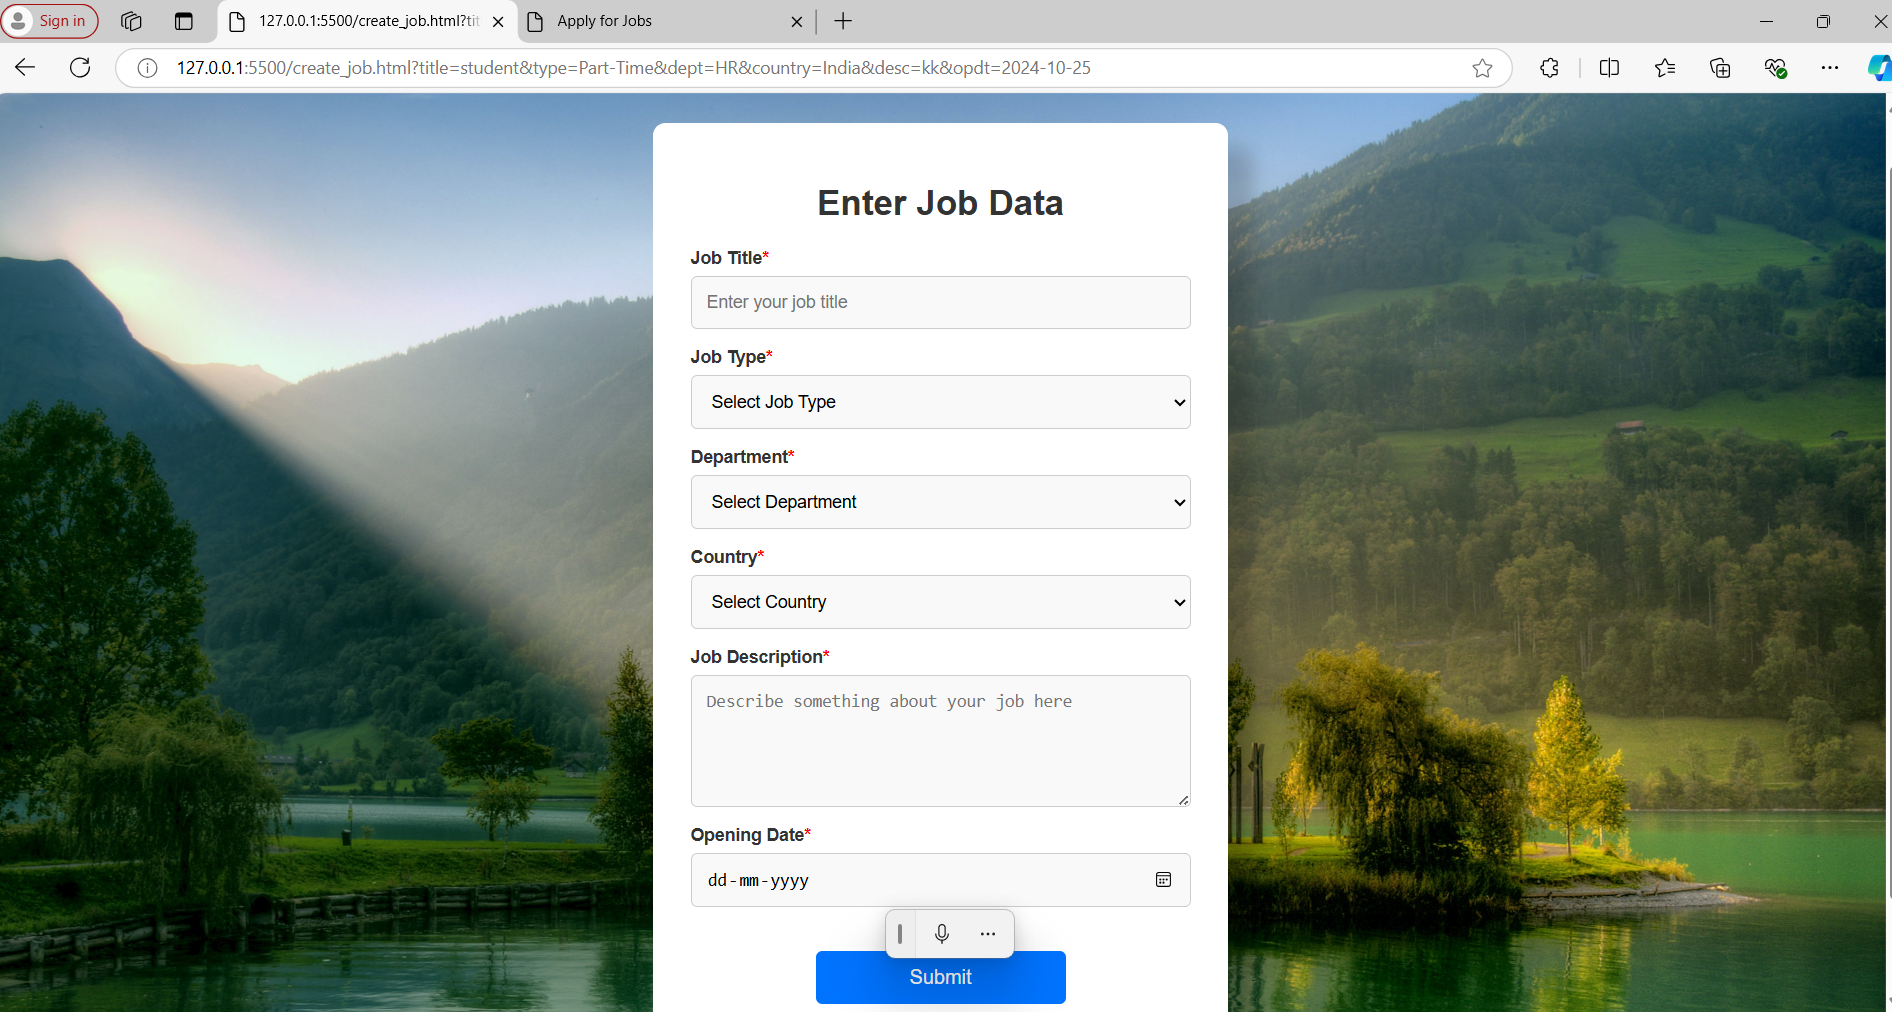 Sign in
127.0.0.1:5500/create_job.html?tit
Apply for Jobs
127.0.0.1:5500/create_job.html?title=student&type=Part-Time&dept=HR&country=India&desc=kk&opdt=2024-10-25
Enter Job Data
Job Title*
Enter your job title
Job Type*
Select Job Type
Department*
Select Department
Country*
Select Country
Job Description*
Describe something about your job here
Opening Date*
dd-mm-yyyy
Submit